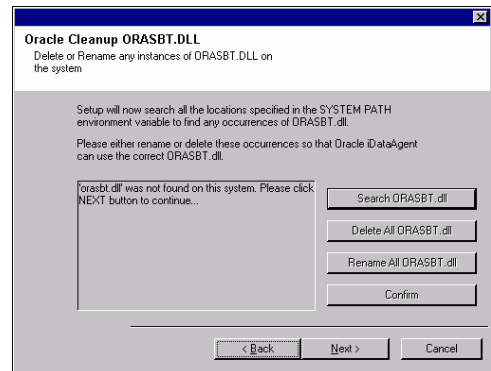 Oracle Cleanup ORASBT.DLL
Delete or Rename any instances of ORASBT.DLL on
the system
Setup will now search all the locations specified in the SYSTEM PATH
environment variable to find any occurrences of ORASBT.dll.
Please either rename or delete these occurrences so that Oracle iDataAgent
can use the correct ORASBT.dll.
'orasbt.dll' was not found on this system. Please click
NEXT button to continue...
Search ORASBT.dll
Delete All ORASBT.dll
Rename All ORASBT.dll
Confirm
< Back
Next >
Cancel